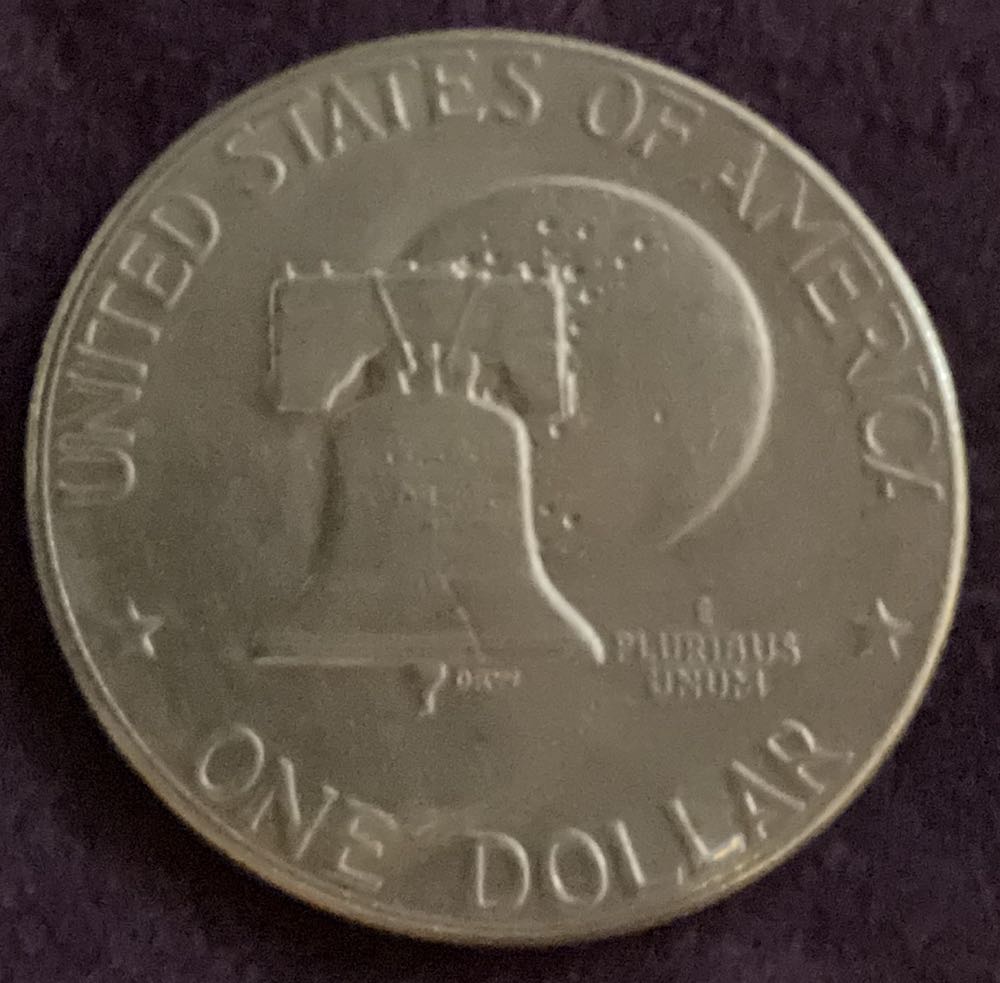 UNITED STATES OF AMERICA
PLURIBUS
UNUM
ONE DOLLAR